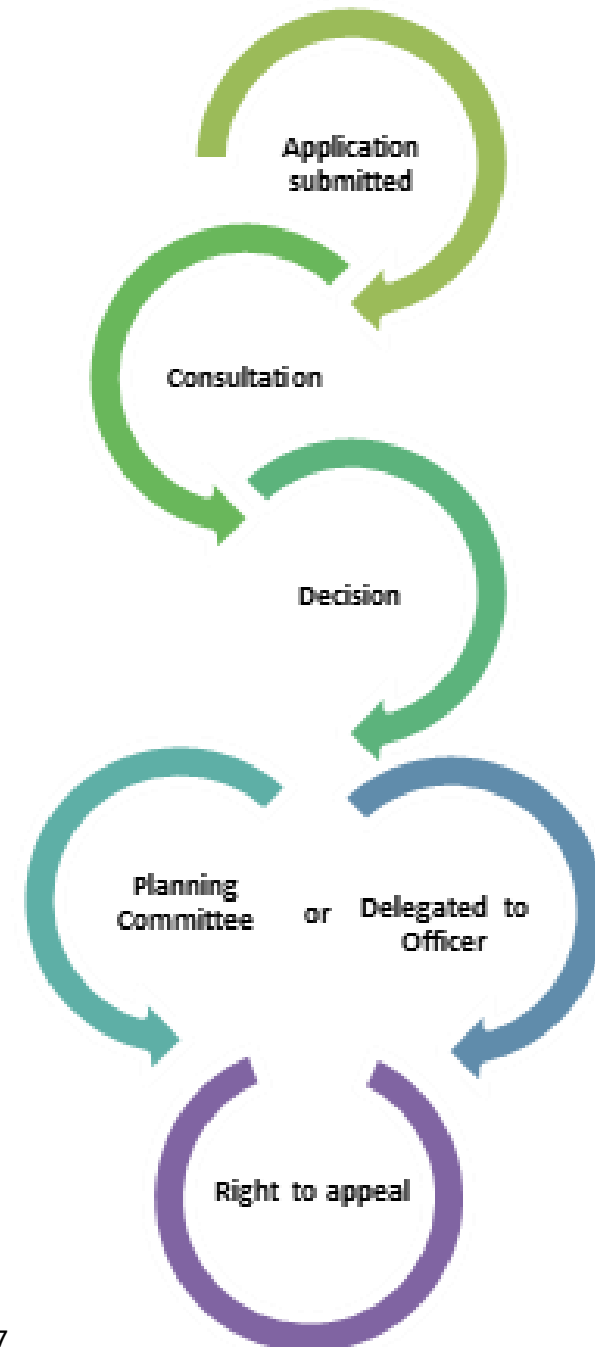 Application
submitted
Consultation
Decision
Planning
Committee
or
Delegated to
Officer
Right to appeal
7